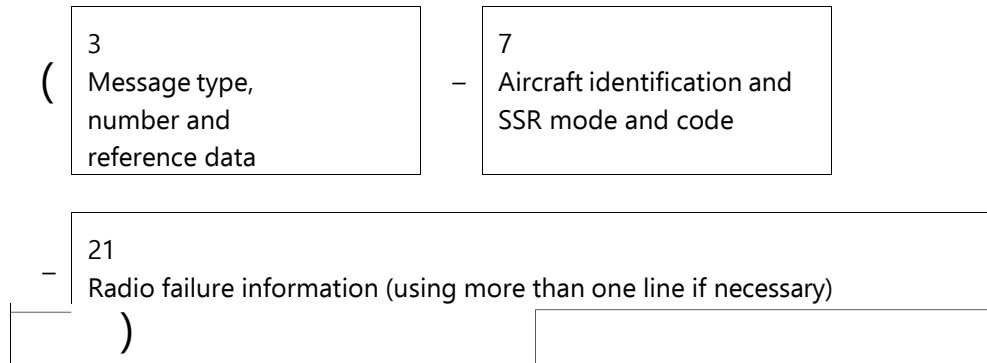 3
7
( Message type, – Aircraft identification and
number and SSR mode and code
reference data
21
– Radio failure information (using more than one line if necessary)
)